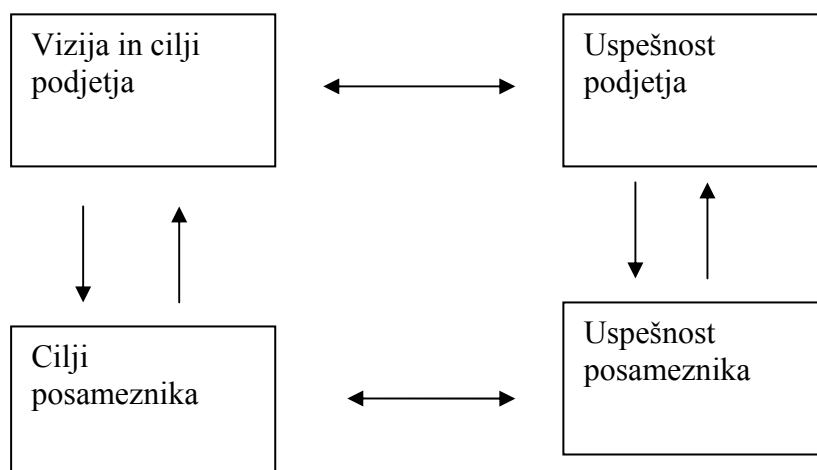 Vizija in cilji
podjetja
Uspešnost
podjetja
Cilji
posameznika
Uspešnost
posameznika